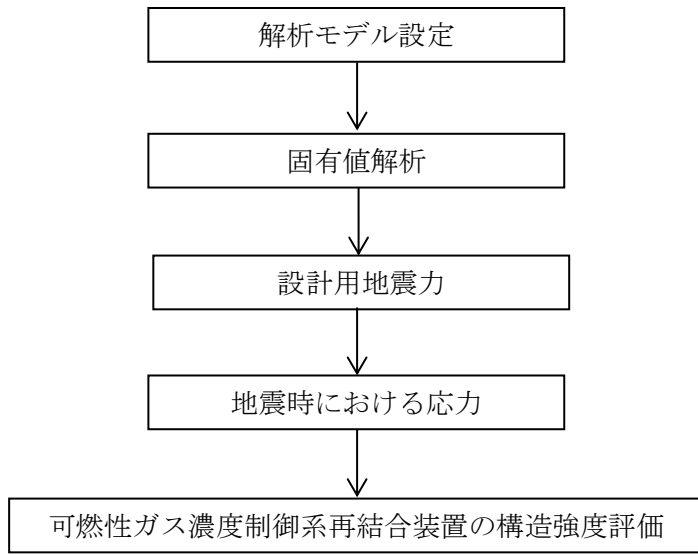 解析モデル設定
固有値解析
設計用地震力
地震時における応力
可燃性ガス濃度制御系再結合装置の構造強度評価